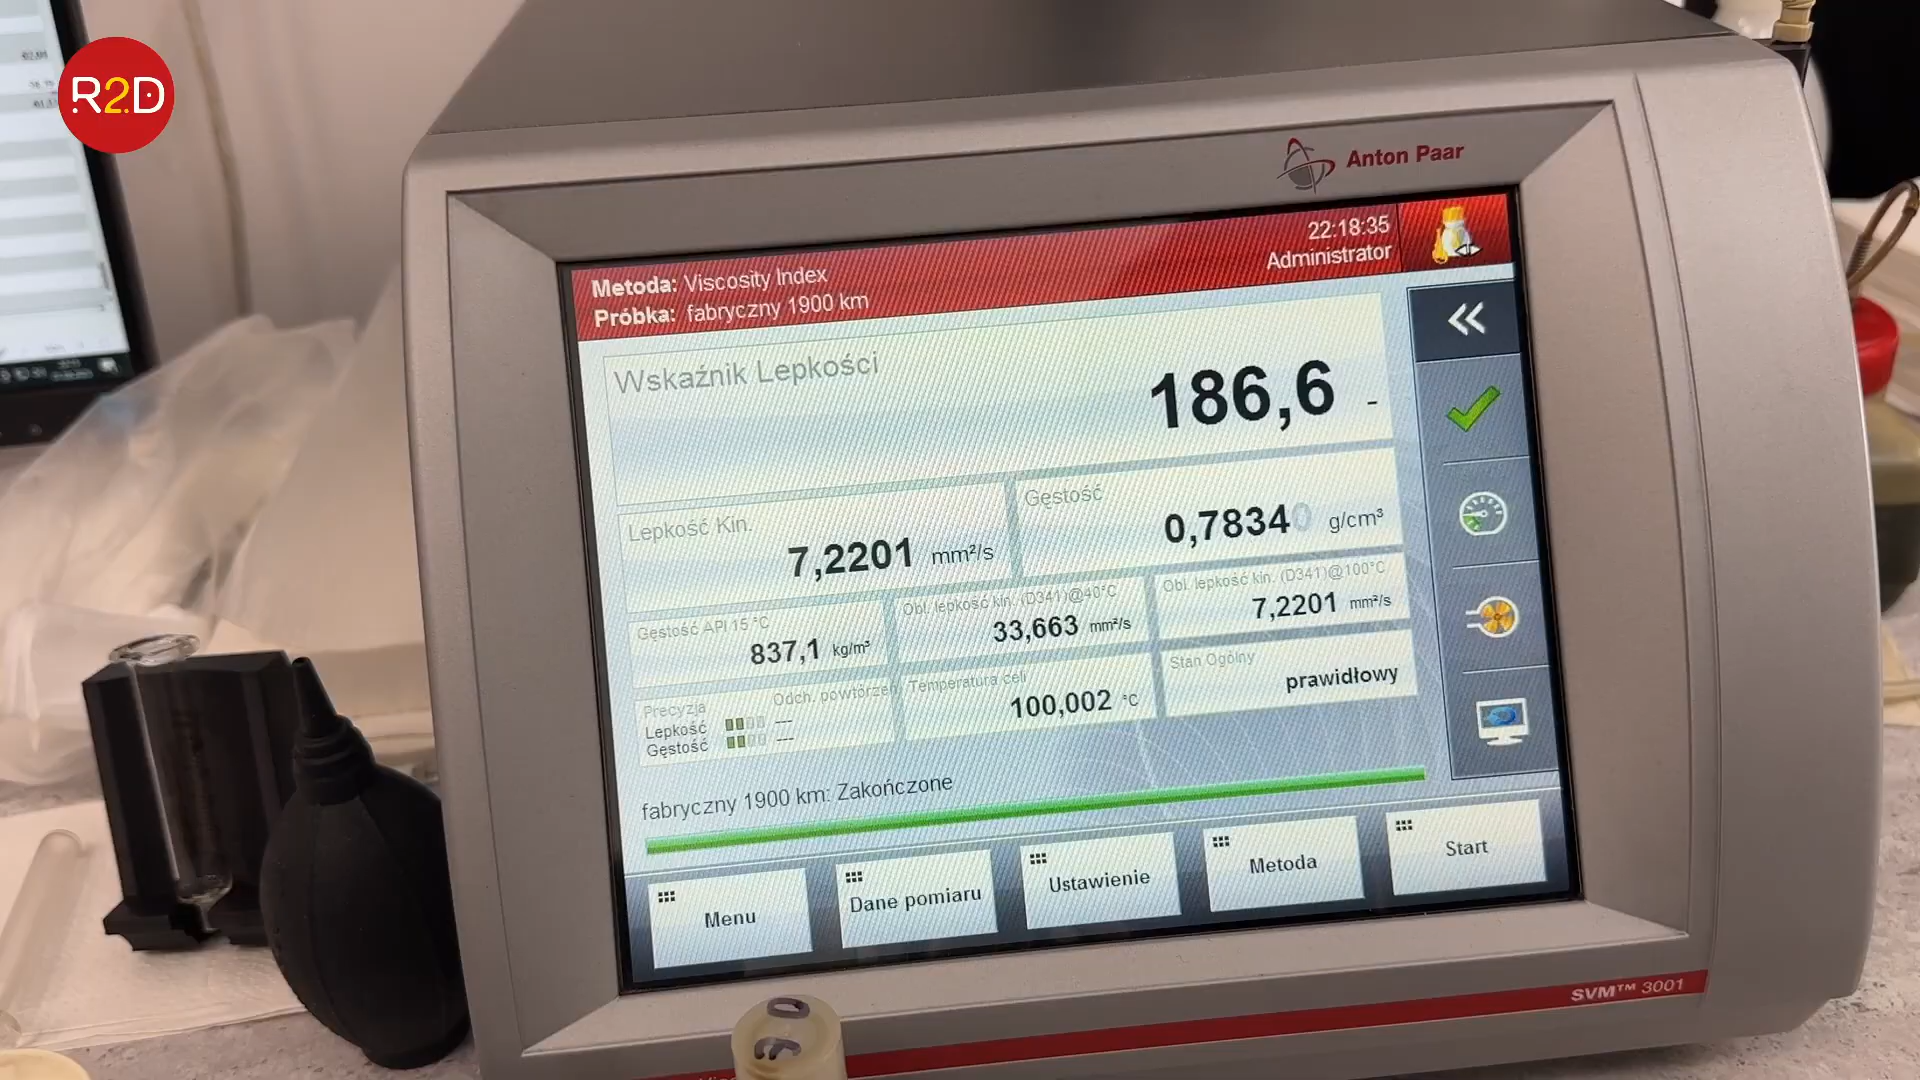 R2D
Anton Paar
22:18:35
Administrator
Metoda: Viscosity Index
Próbka: fabryczny 1900 km
Wskaźnik Lepkości
186,6 -
Lepkość Kin.
7,2201 mm²/s
Gęstość
0,78340 g/cm³
Gęstość API 15 °C
837,1 kg/m³
Obl. lepkość kin. (D341)@40°C
33,663 mm²/s
Obl. lepkość kin. (D341)@100°C
7,2201 mm²/s
Precyzja
Odch. powtórzeń
Lepkość ---
Gęstość ---
Temperatura celi
100,002 °C
Stan Ogólny
prawidłowy
fabryczny 1900 km: Zakończone
Menu
Dane pomiaru
Ustawienie
Metoda
Start
SVM™ 3001